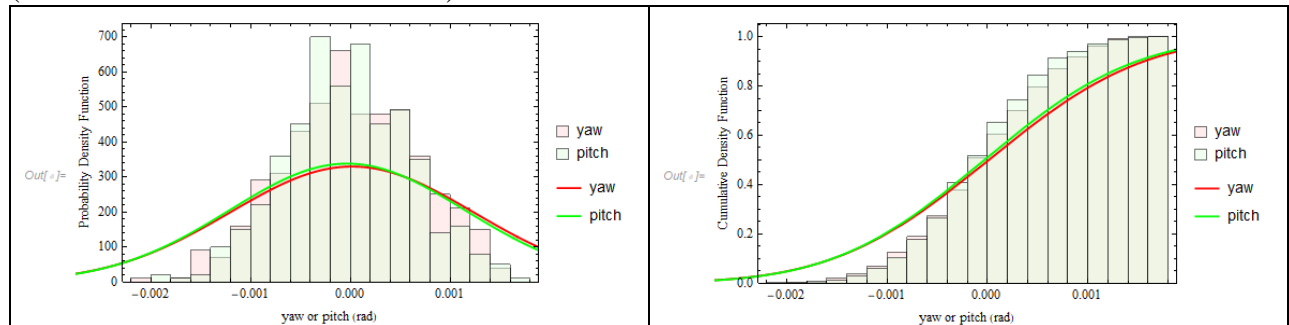 Out[ ]=
Probability Density Function
700
600
500
400
300
200
100
0
−0.002
−0.001
0.000
0.001
yaw or pitch (rad)
yaw
pitch
yaw
pitch
Out[ ]=
Cumulative Density Function
1.0
0.8
0.6
0.4
0.2
0.0
−0.002
−0.001
0.000
0.001
yaw or pitch (rad)
yaw
pitch
yaw
pitch